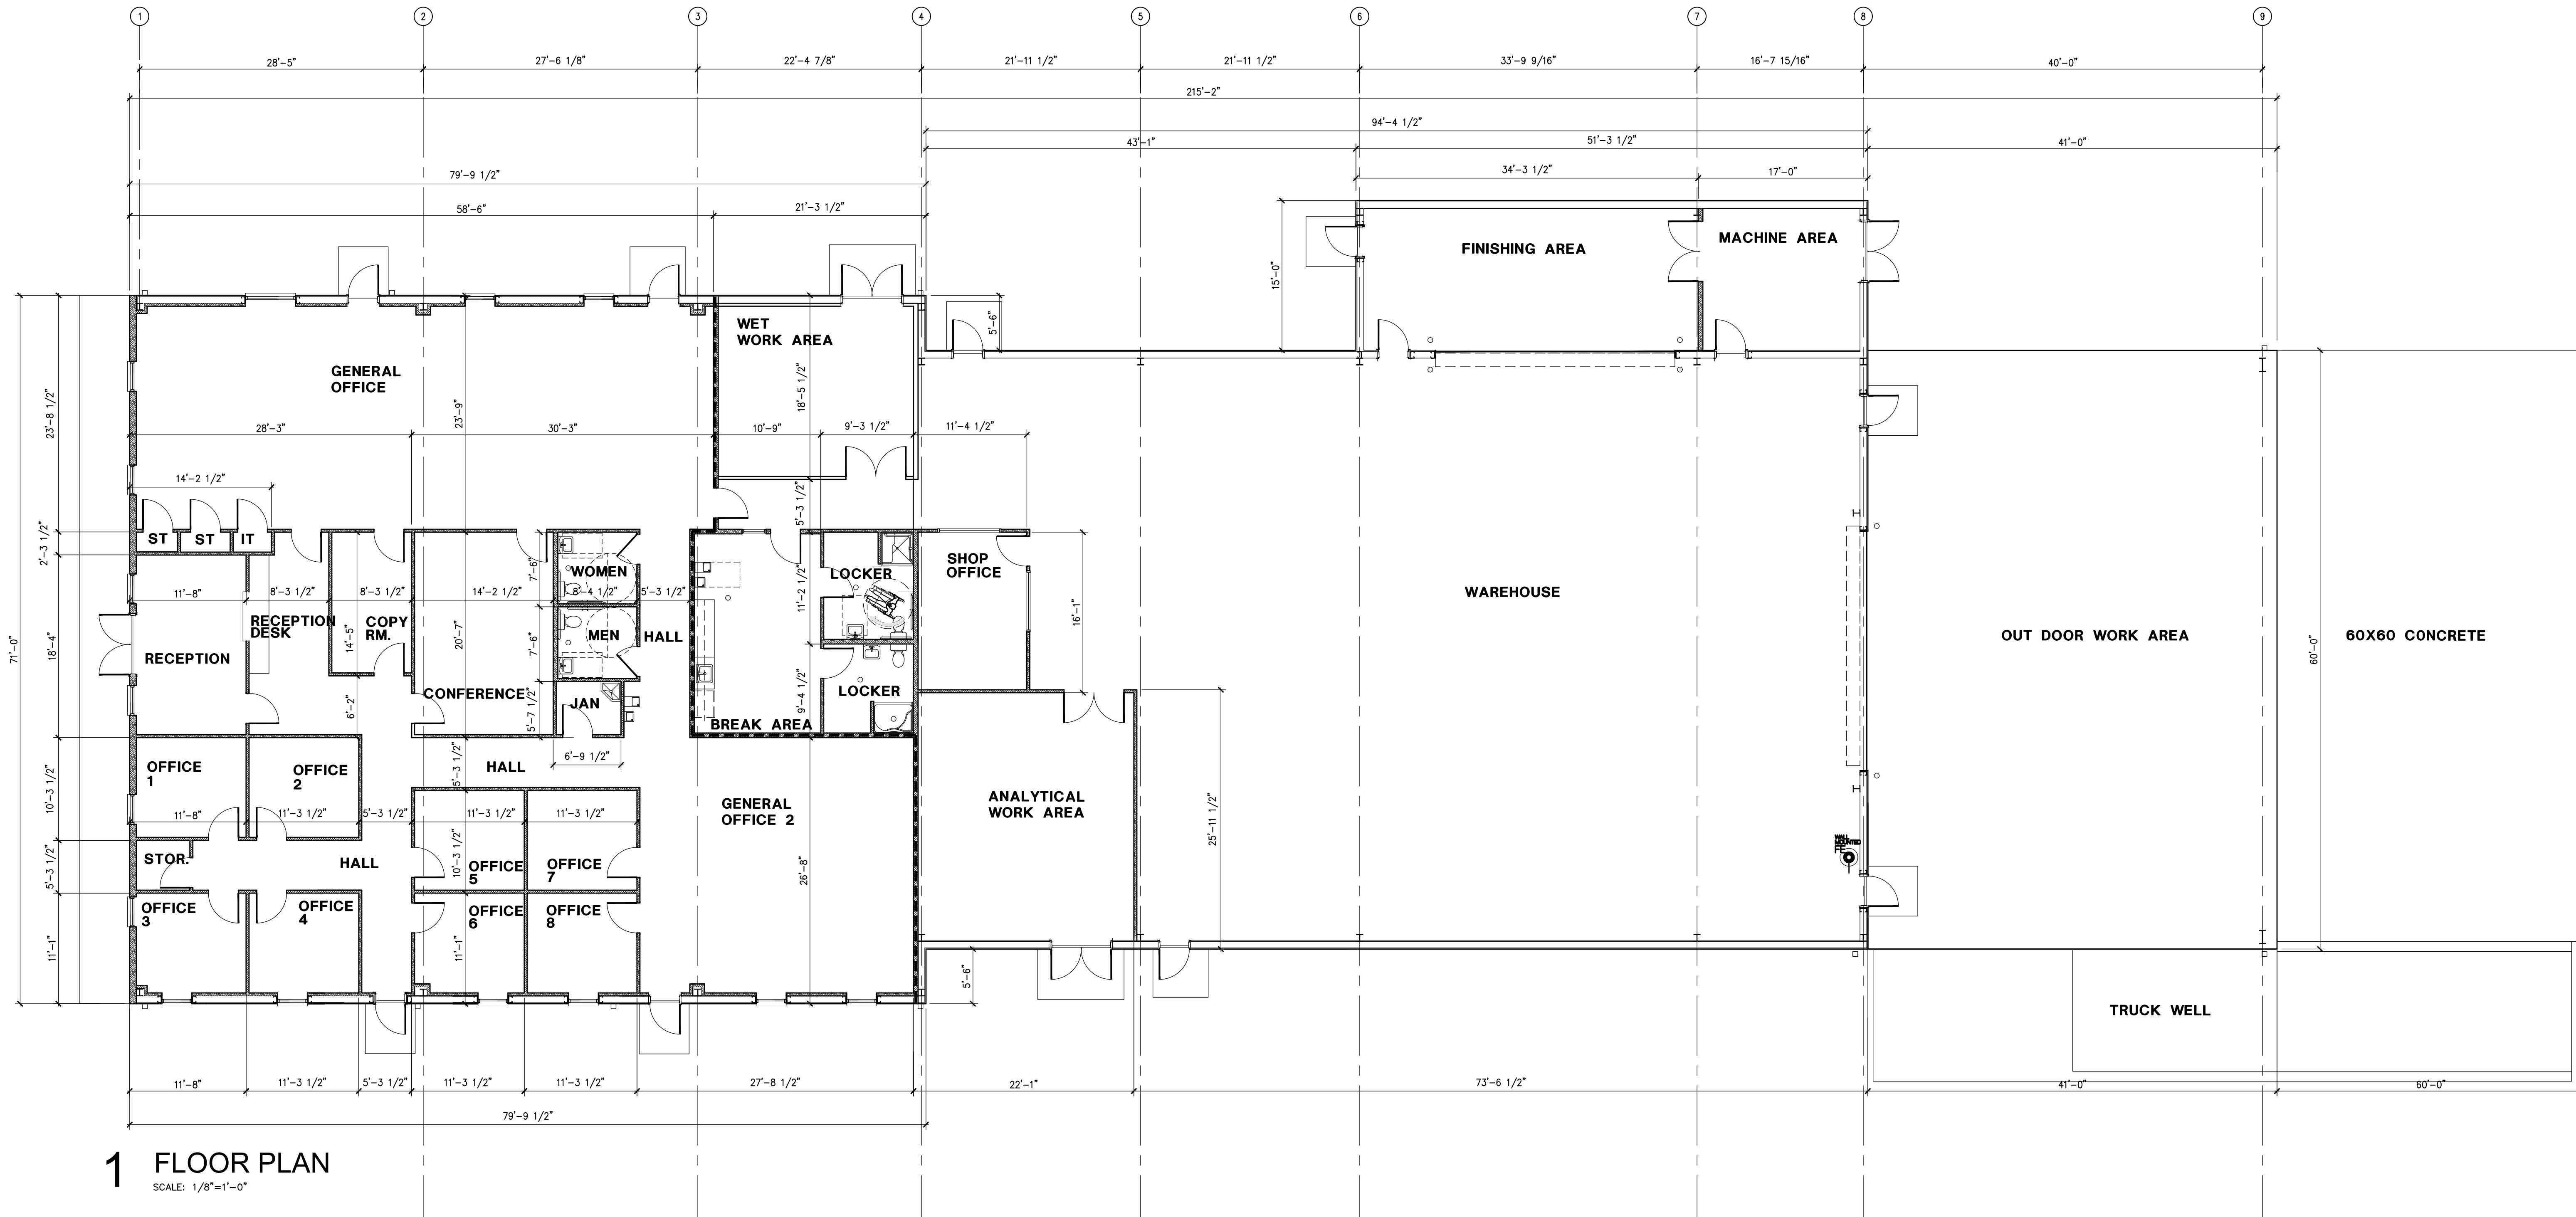 1
2
3
4
5
6
7
8
9
28'-5"
27'-6 1/8"
22'-4 7/8"
21'-11 1/2"
21'-11 1/2"
33'-9 9/16"
16'-7 15/16"
40'-0"
215'-2"
94'-4 1/2"
43'-1"
51'-3 1/2"
41'-0"
79'-9 1/2"
34'-3 1/2"
17'-0"
58'-6"
21'-3 1/2"
15'-0"
FINISHING AREA
MACHINE AREA
5'-6"
WET
WORK AREA
GENERAL
OFFICE
23'-8 1/2"
23'-9"
18'-5 1/2"
28'-3"
30'-3"
10'-9"
9'-3 1/2"
11'-4 1/2"
14'-2 1/2"
5'-3 1/2"
ST
ST
IT
2'-3 1/2"
SHOP
OFFICE
WOMEN
7'-6"
LOCKER
11'-2 1/2"
11'-8"
8'-3 1/2"
8'-3 1/2"
14'-2 1/2"
8'-4 1/2"
5'-3 1/2"
16'-1"
WAREHOUSE
RECEPTION
DESK
COPY
RM.
14'-5"
20'-7"
MEN
7'-6"
HALL
71'-0"
18'-4"
RECEPTION
OUT DOOR WORK AREA
60X60 CONCRETE
60'-0"
CONFERENCE
6'-2"
JAN
5'-7 1/2"
9'-4 1/2"
LOCKER
BREAK AREA
6'-9 1/2"
OFFICE
1
OFFICE
2
HALL
5'-3 1/2"
10'-3 1/2"
GENERAL
OFFICE 2
ANALYTICAL
WORK AREA
25'-11 1/2"
11'-8"
11'-3 1/2"
5'-3 1/2"
11'-3 1/2"
11'-3 1/2"
STOR.
HALL
5'-3 1/2"
10'-3 1/2"
OFFICE
5
OFFICE
7
26'-8"
WALL
MOUNTED
FE
OFFICE
3
OFFICE
4
OFFICE
6
OFFICE
8
11'-1"
11'-1"
5'-6"
TRUCK WELL
11'-8"
11'-3 1/2"
5'-3 1/2"
11'-3 1/2"
11'-3 1/2"
27'-8 1/2"
22'-1"
73'-6 1/2"
41'-0"
60'-0"
79'-9 1/2"
1 FLOOR PLAN
SCALE: 1/8"=1'-0"